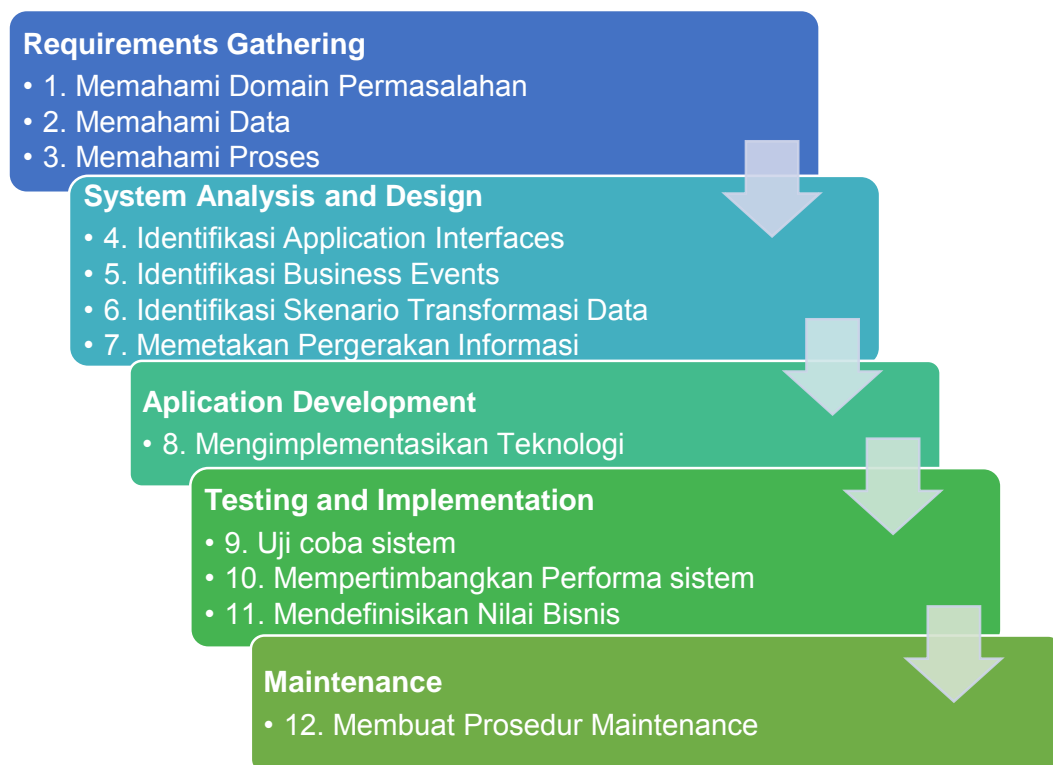 Requirements Gathering
• 1. Memahami Domain Permasalahan
• 2. Memahami Data
• 3. Memahami Proses
System Analysis and Design
• 4. Identifikasi Application Interfaces
• 5. Identifikasi Business Events
• 6. Identifikasi Skenario Transformasi Data
• 7. Memetakan Pergerakan Informasi
Aplication Development
• 8. Mengimplementasikan Teknologi
Testing and Implementation
• 9. Uji coba sistem
• 10. Mempertimbangkan Performa sistem
• 11. Mendefinisikan Nilai Bisnis
Maintenance
• 12. Membuat Prosedur Maintenance